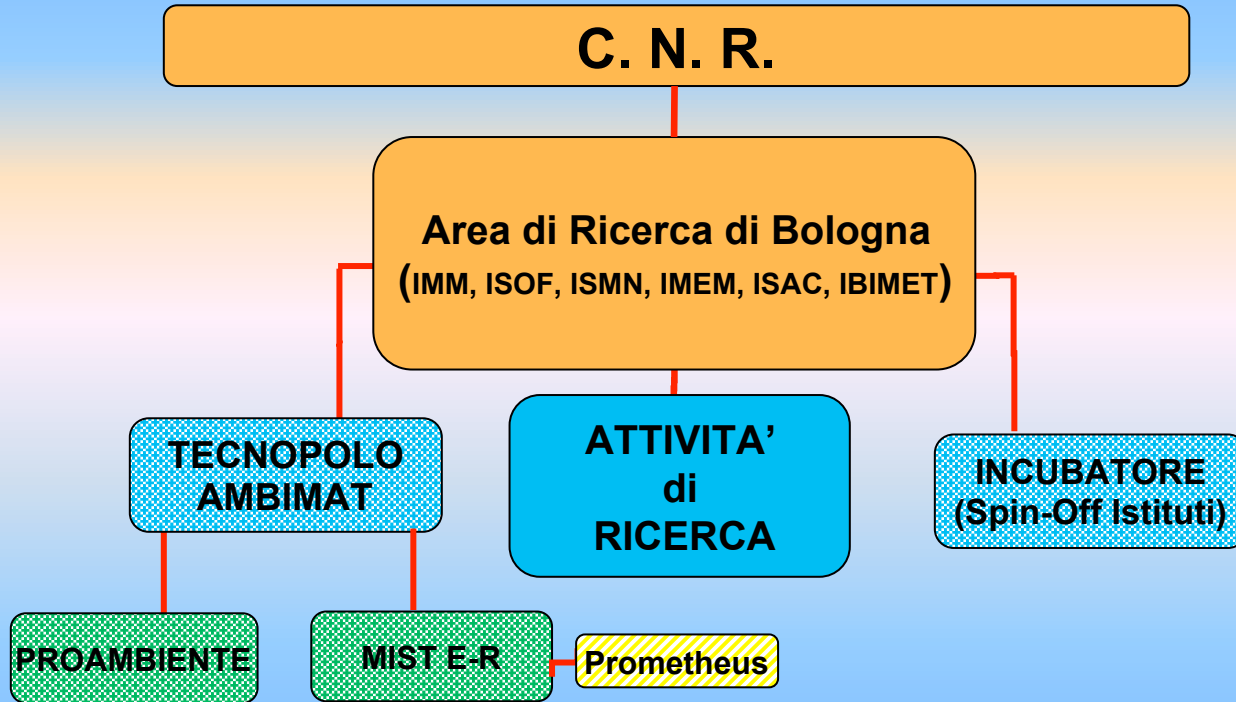 C. N. R.
Area di Ricerca di Bologna
(IMM, ISOF, ISMN, IMEM, ISAC, IBIMET)
TECNOPOLO
AMBIMAT
ATTIVITA’
di
RICERCA
INCUBATORE
(Spin-Off Istituti)
PROAMBIENTE
MIST E-R
Prometheus